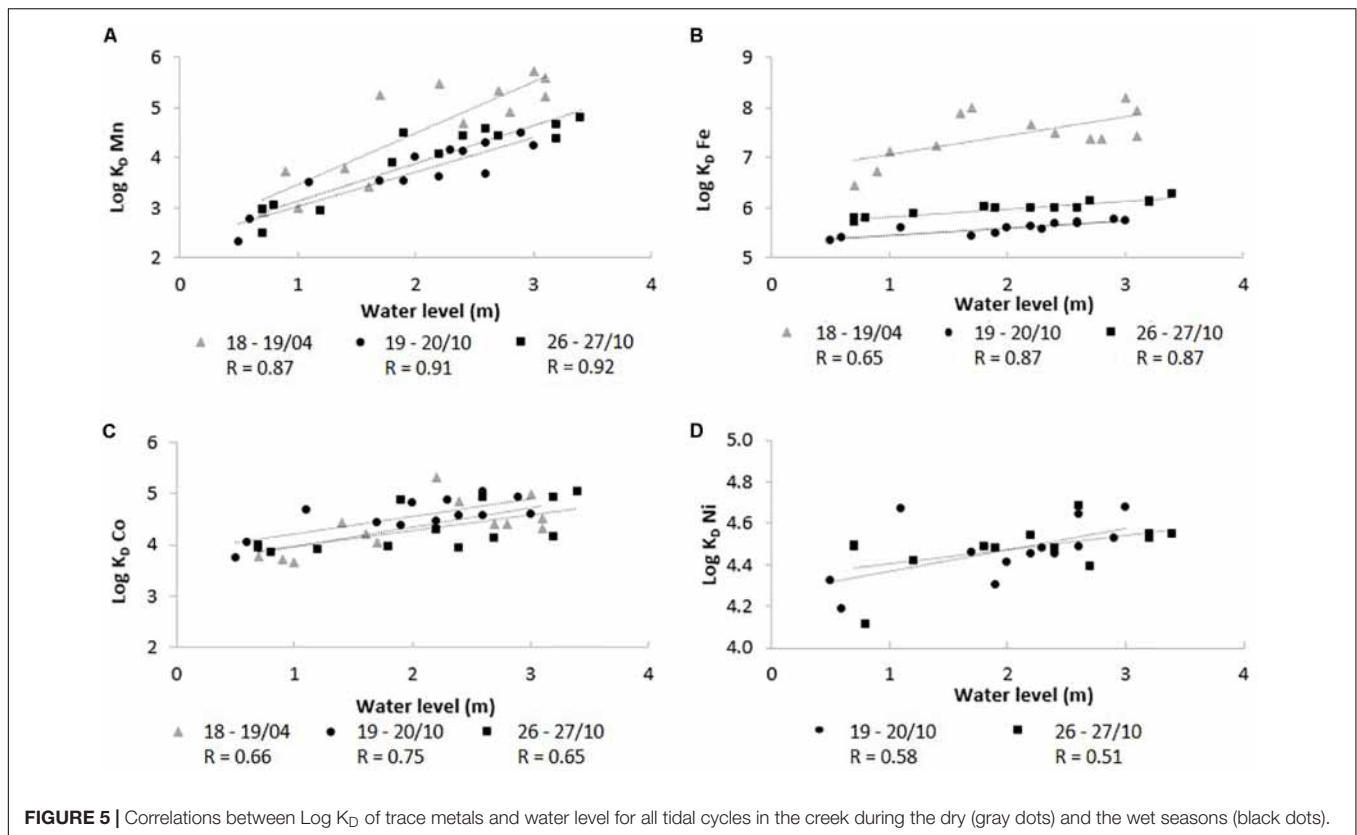 A
6
5
4
3
2
Log K_D Mn
0 1 2 3 4
Water level (m)
18 - 19/04 19 - 20/10 26 - 27/10
R = 0.87 R = 0.91 R = 0.92
B
9
8
7
6
5
Log K_D Fe
0 1 2 3 4
Water level (m)
18 - 19/04 19 - 20/10 26 - 27/10
R = 0.65 R = 0.87 R = 0.87
C
6
5
4
3
2
Log K_D Co
0 1 2 3 4
Water level (m)
18 - 19/04 19 - 20/10 26 - 27/10
R = 0.66 R = 0.75 R = 0.65
D
5.0
4.8
4.6
4.4
4.2
4.0
Log K_D Ni
0 1 2 3 4
Water level (m)
19 - 20/10 26 - 27/10
R = 0.58 R = 0.51
FIGURE 5 | Correlations between Log K_D of trace metals and water level for all tidal cycles in the creek during the dry (gray dots) and the wet seasons (black dots).